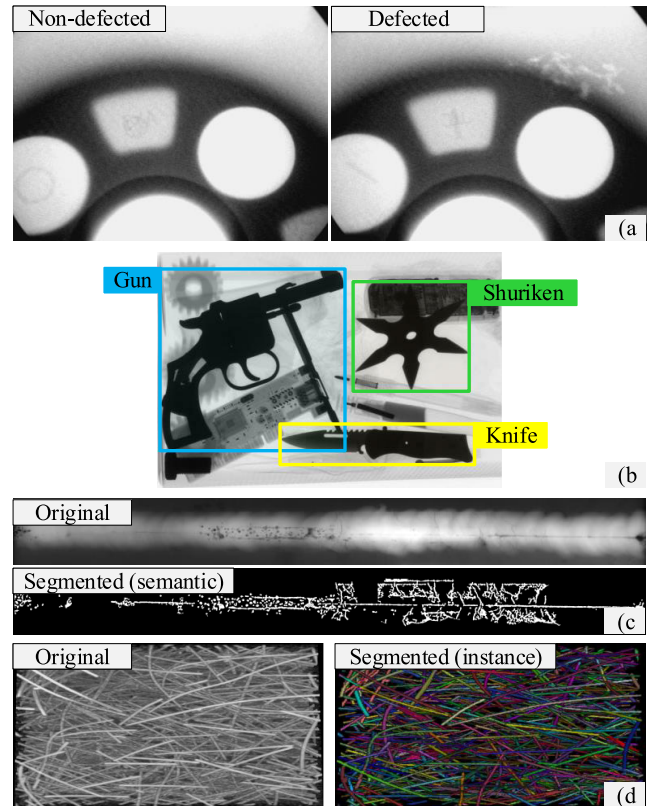 Non-defected
Defected
(a
Gun
Shuriken
Knife
(b
Original
Segmented (semantic)
(c
Original
Segmented (instance)
(d